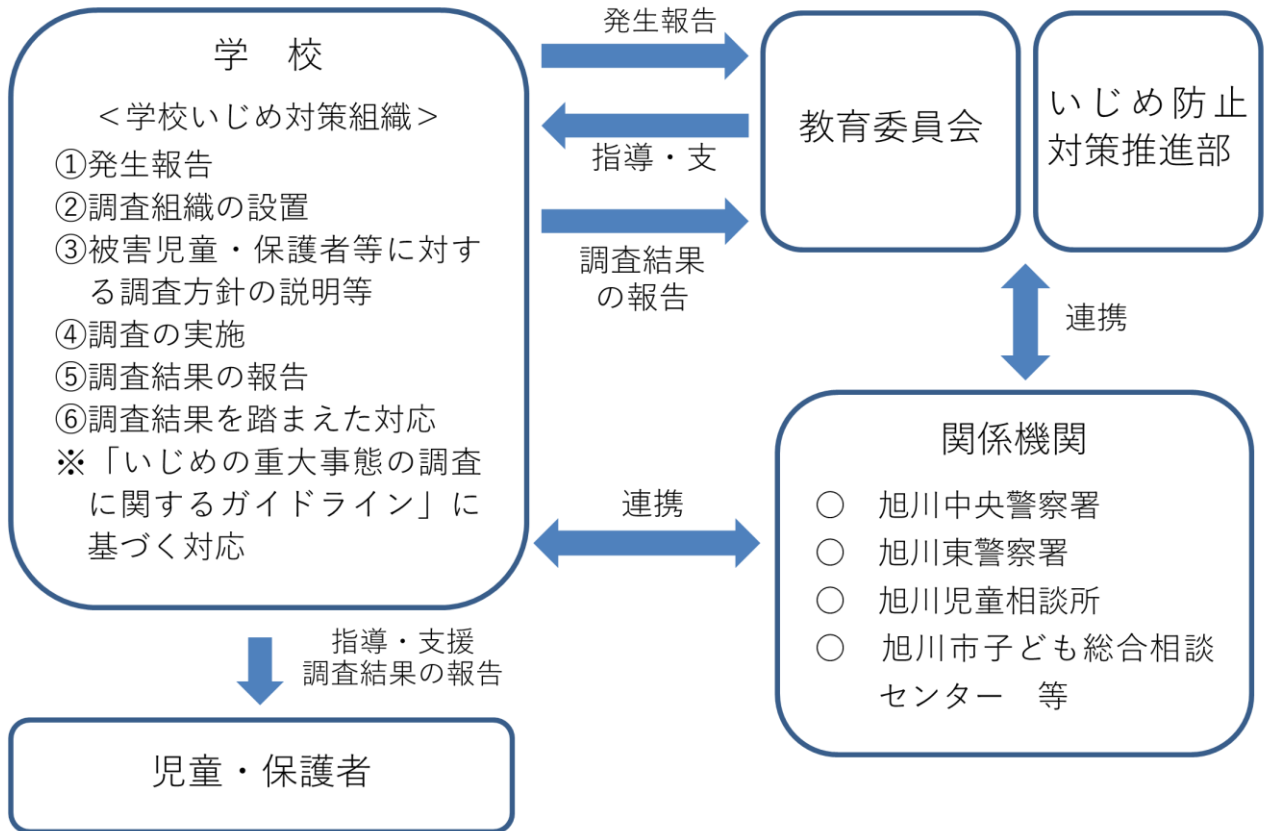 学　校
＜学校いじめ対策組織＞
①発生報告
②調査組織の設置
③被害児童・保護者等に対す
る調査方針の説明等
④調査の実施
⑤調査結果の報告
⑥調査結果を踏まえた対応
※「いじめの重大事態の調査
に関するガイドライン」に
基づく対応
発生報告
指導・支
調査結果
の報告
教育委員会
いじめ防止
対策推進部
連携
連携
関係機関
○　旭川中央警察署
○　旭川東警察署
○　旭川児童相談所
○　旭川市子ども総合相談
センター　等
指導・支援
調査結果の報告
児童・保護者